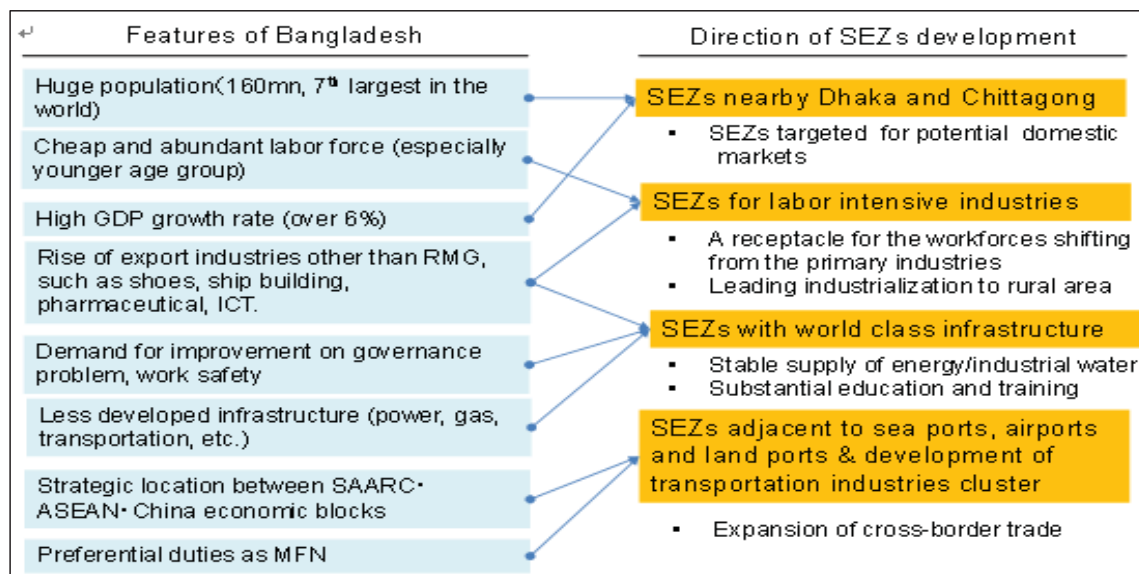 Features of Bangladesh
Huge population(160mn, 7th largest in the
world)
Cheap and abundant labor force (especially
younger age group)
High GDP growth rate (over 6%)
Rise of export industries other than RMG,
such as shoes, ship building,
pharmaceutical, ICT.
Demand for improvement on governance
problem, work safety
Less developed infrastructure (power, gas,
transportation, etc.)
Strategic location between SAARC・
ASEAN・China economic blocks
Preferential duties as MFN
Direction of SEZs development
SEZs nearby Dhaka and Chittagong
▪ SEZs targeted for potential domestic
markets
SEZs for labor intensive industries
▪ A receptacle for the workforces shifting
from the primary industries
▪ Leading industrialization to rural area
SEZs with world class infrastructure
▪ Stable supply of energy/industrial water
▪ Substantial education and training
SEZs adjacent to sea ports, airports
and land ports & development of
transportation industries cluster
▪ Expansion of cross-border trade